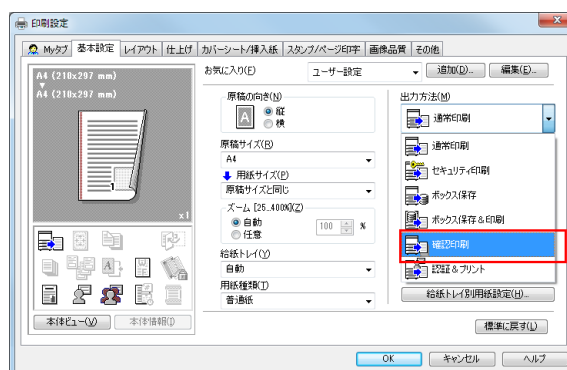 印刷設定
Myタブ 基本設定 レイアウト 仕上げ カバーシート/挿入紙 スタンプ/ページ印字 画像品質 その他
A4 (210x297 mm)
A4 (210x297 mm)
1
x1
本体ビュー(V) 本体情報(I)
お気に入り(F) ユーザー設定 追加(D)... 編集(E)...
原稿の向き(N)
A
縦
横
原稿サイズ(R)
A4
用紙サイズ(P)
原稿サイズと同じ
ズーム [25..400%](Z)
自動
任意
100 %
給紙トレイ(Y)
自動
用紙種類(T)
普通紙
出力方法(M)
通常印刷
通常印刷
セキュリティ印刷
ボックス保存
ボックス保存&印刷
確認印刷
認証&プリント
給紙トレイ別用紙設定(H)...
標準に戻す(L)
OK キャンセル ヘルプ